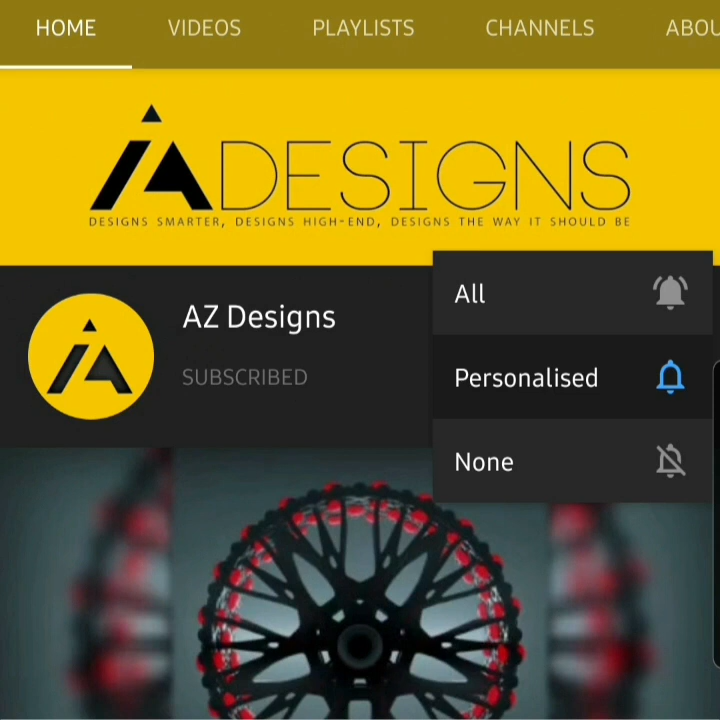 HOME VIDEOS PLAYLISTS CHANNELS ABOU
DESIGNS
DESIGNS SMARTER, DESIGNS HIGH-END, DESIGNS THE WAY IT SHOULD BE
All
AZ Designs
Personalised
SUBSCRIBED
None